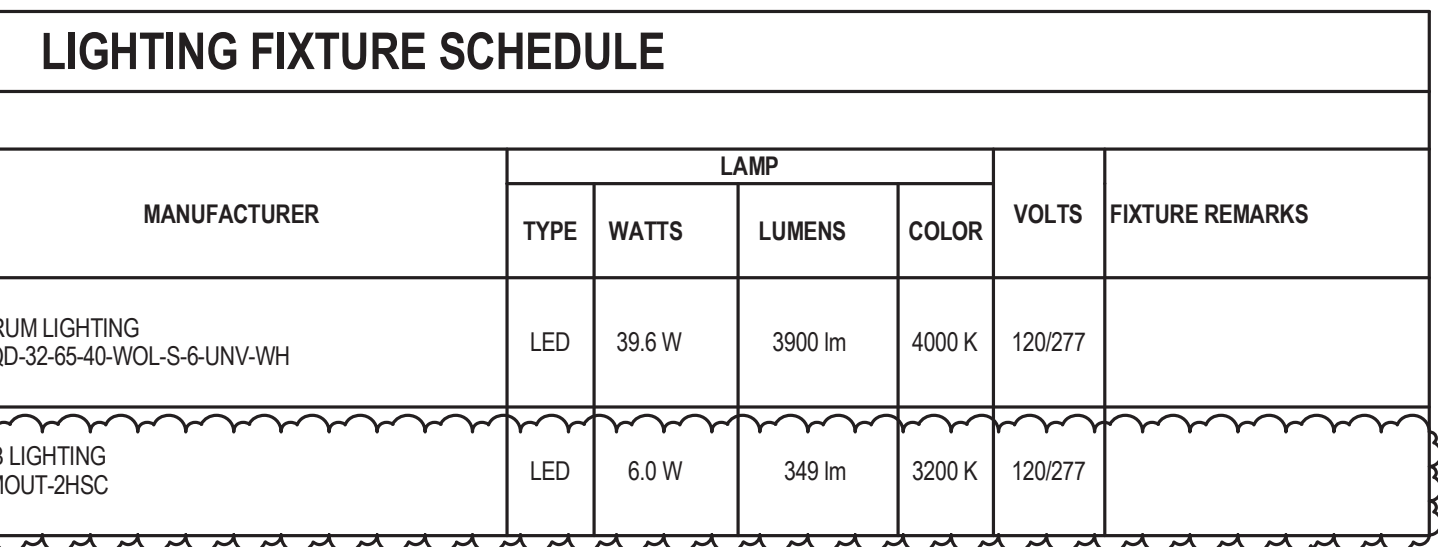 LIGHTING FIXTURE SCHEDULE
LAMP
MANUFACTURER
TYPE WATTS LUMENS COLOR VOLTS FIXTURE REMARKS
RUM LIGHTING
QD-32-65-40-WOL-S-6-UNV-WH
LED 39.6 W 3900 lm 4000 K 120/277
LIGHTING
MOUT-2HSC
LED 6.0 W 349 lm 3200 K 120/277